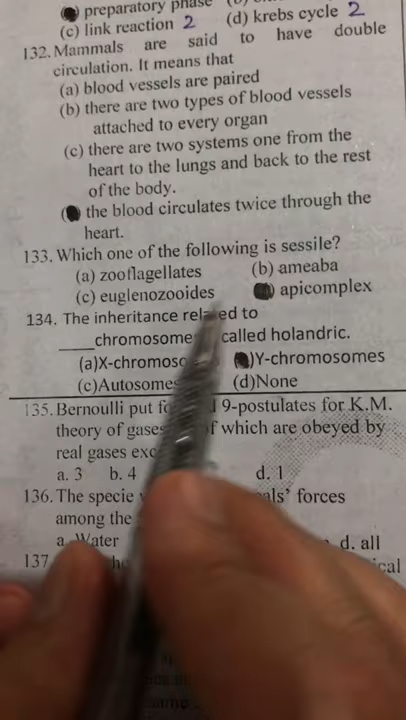 preparatory phase
(c) link reaction 2 (d) krebs cycle 2
132. Mammals are said to have double
circulation. It means that
(a) blood vessels are paired
(b) there are two types of blood vessels
attached to every organ
(c) there are two systems one from the
heart to the lungs and back to the rest
of the body.
the blood circulates twice through the
heart.
133. Which one of the following is sessile?
(a) zooflagellates (b) ameaba
(c) euglenozooides apicomplex
134. The inheritance related to
____chromosome called holandric.
(a)X-chromoso )Y-chromosomes
(c)Autosomes (d)None
135. Bernoulli put 9-postulates for K.M.
theory of gases f which are obeyed by
real gases exc
a. 3 b. 4 d. 1
136. The specie als' forces
among the
a. Water d. all
137 ical